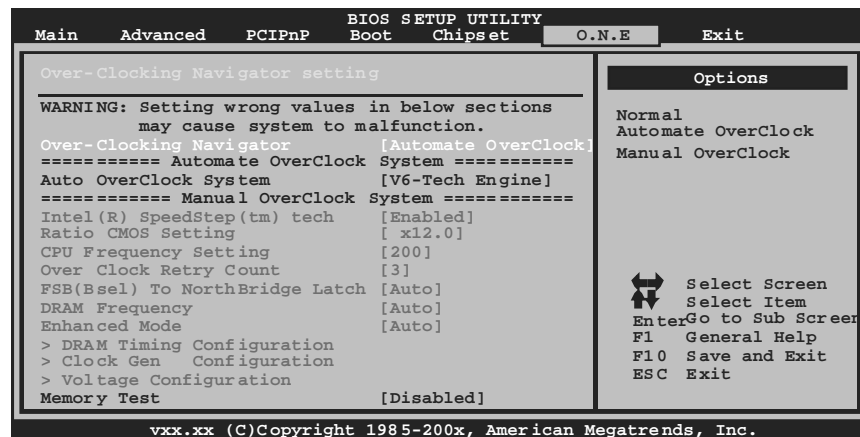 BIOS SETUP UTILITY
Main Advanced PCIPnP Boot Chipset O.N.E Exit
Over-Clocking Navigator setting
WARNING: Setting wrong values in below sections
may cause system to malfunction.
Over-Clocking Navigator [Automate OverClock]
=========== Automate OverClock System ===========
Auto OverClock System [V6-Tech Engine]
============ Manual OverClock System ============
Intel(R) SpeedStep(tm) tech [Enabled]
Ratio CMOS Setting [ x12.0]
CPU Frequency Setting [200]
Over Clock Retry Count [3]
FSB(Bsel) To NorthBridge Latch [Auto]
DRAM Frequency [Auto]
Enhanced Mode [Auto]
> DRAM Timing Configuration
> Clock Gen Configuration
> Voltage Configuration
Memory Test [Disabled]
Options
Normal
Automate OverClock
Manual OverClock
Select Screen
Select Item
Enter Go to Sub Screen
F1 General Help
F10 Save and Exit
ESC Exit
vxx.xx (C)Copyright 1985-200x, American Megatrends, Inc.